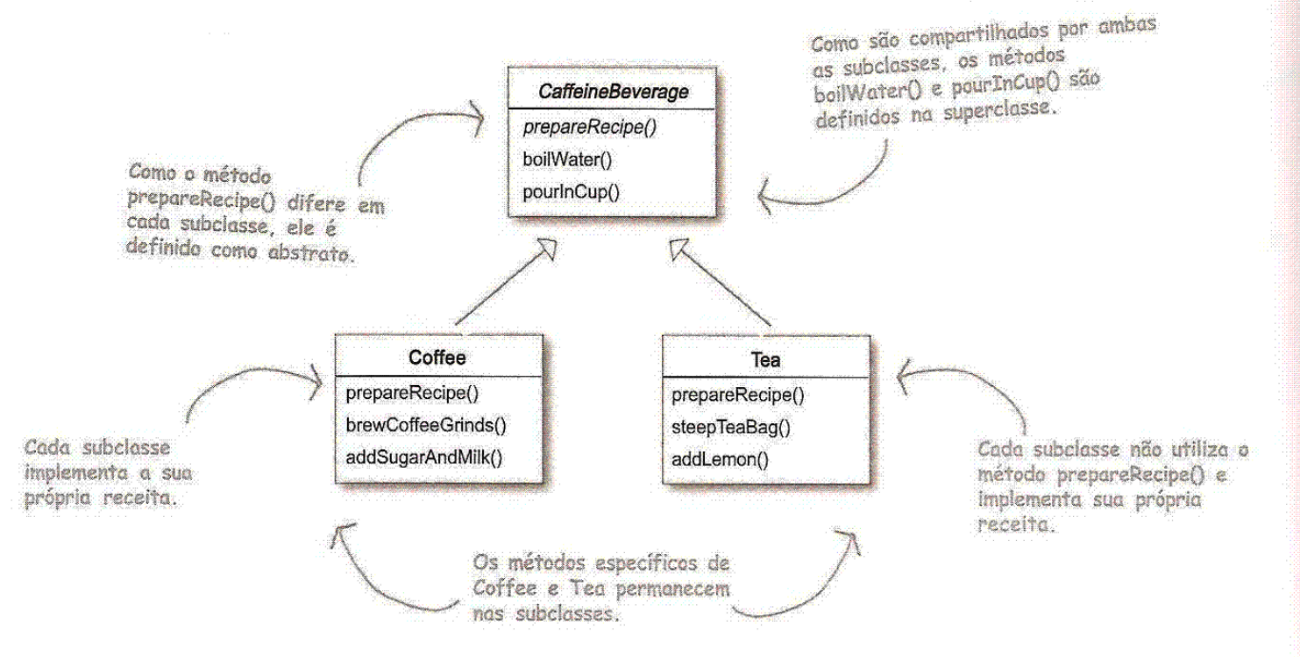 Como são compartilhados por ambas
as subclasses, os métodos
boilWater() e pourInCup() são
definidos na superclasse.
CaffeineBeverage
prepareRecipe()
boilWater()
pourInCup()
Como o método
prepareRecipe() difere em
cada subclasse, ele é
definido como abstrato.
Coffee
prepareRecipe()
brewCoffeeGrinds()
addSugarAndMilk()
Tea
prepareRecipe()
steepTeaBag()
addLemon()
Cada subclasse
implementa a sua
própria receita.
Cada subclasse não utiliza o
método prepareRecipe() e
implementa sua própria
receita.
Os métodos específicos de
Coffee e Tea permanecem
nas subclasses.